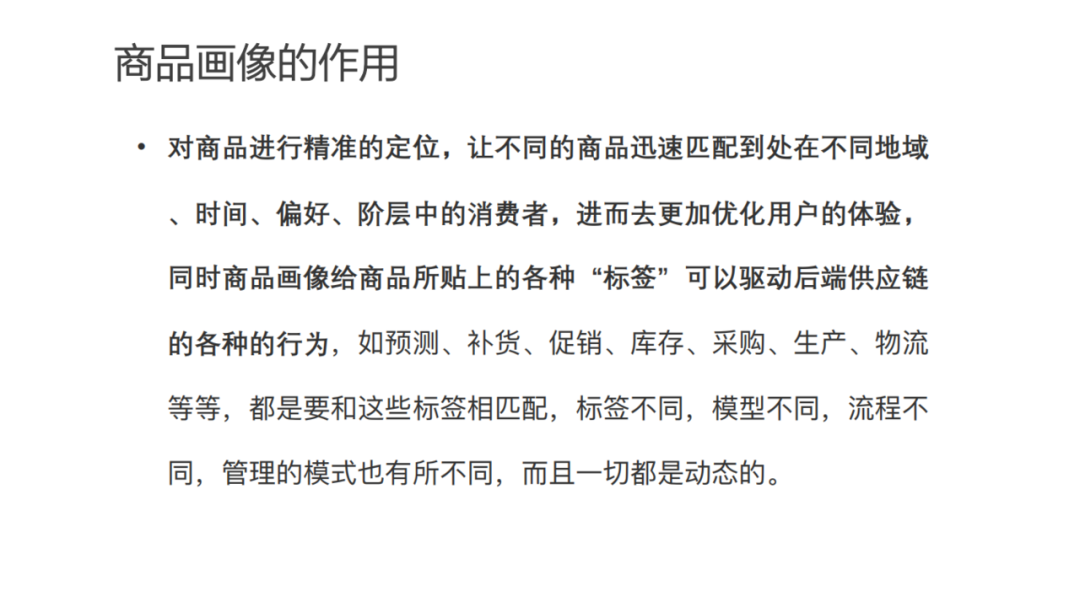 商品画像的作用
• 对商品进行精准的定位，让不同的商品迅速匹配到处在不同地域
、时间、偏好、阶层中的消费者，进而去更加优化用户的体验，
同时商品画像给商品所贴上的各种“标签”可以驱动后端供应链
的各种的行为，如预测、补货、促销、库存、采购、生产、物流
等等，都是要和这些标签相匹配，标签不同，模型不同，流程不
同，管理的模式也有所不同，而且一切都是动态的。